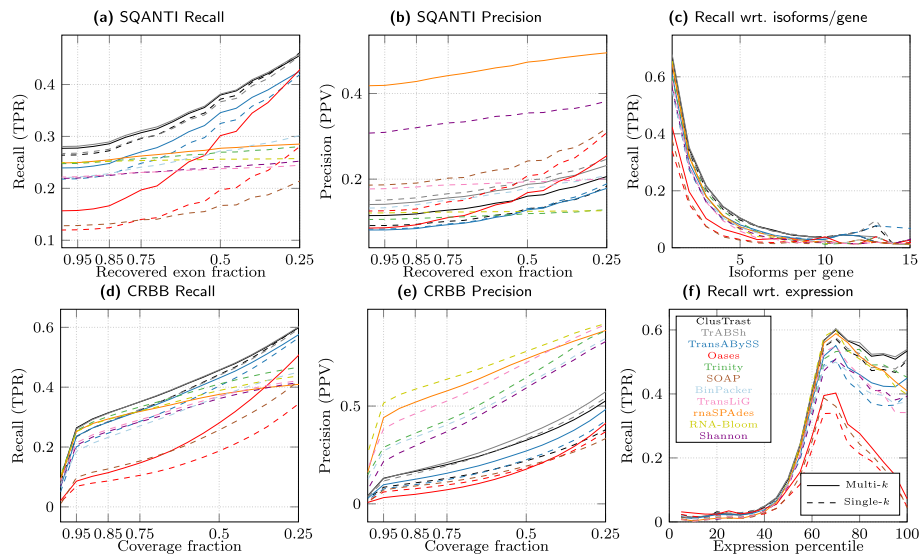 (a) SQANTI Recall
Recall (TPR)
0.4
0.3
0.2
0.1
0.95 0.85 0.75 0.5 0.25
Recovered exon fraction
(b) SQANTI Precision
Precision (PPV)
0.4
0.2
0.95 0.85 0.75 0.5 0.25
Recovered exon fraction
(c) Recall wrt. isoforms/gene
Recall (TPR)
0.6
0.4
0.2
0
5 10 15
Isoforms per gene
(d) CRBB Recall
Recall (TPR)
0.6
0.4
0.2
0
0.95 0.85 0.75 0.5 0.25
Coverage fraction
(e) CRBB Precision
Precision (PPV)
0.5
0
0.95 0.85 0.75 0.5 0.25
Coverage fraction
(f) Recall wrt. expression
Recall (TPR)
0.6
0.4
0.2
0
0 20 40 60 80 100
Expression percentile
ClusTrast
TrABSh
TransABySS
Oases
Trinity
SOAP
BinPacker
TransLiG
rnaSPAdes
RNA-Bloom
Shannon
Multi-k
Single-k